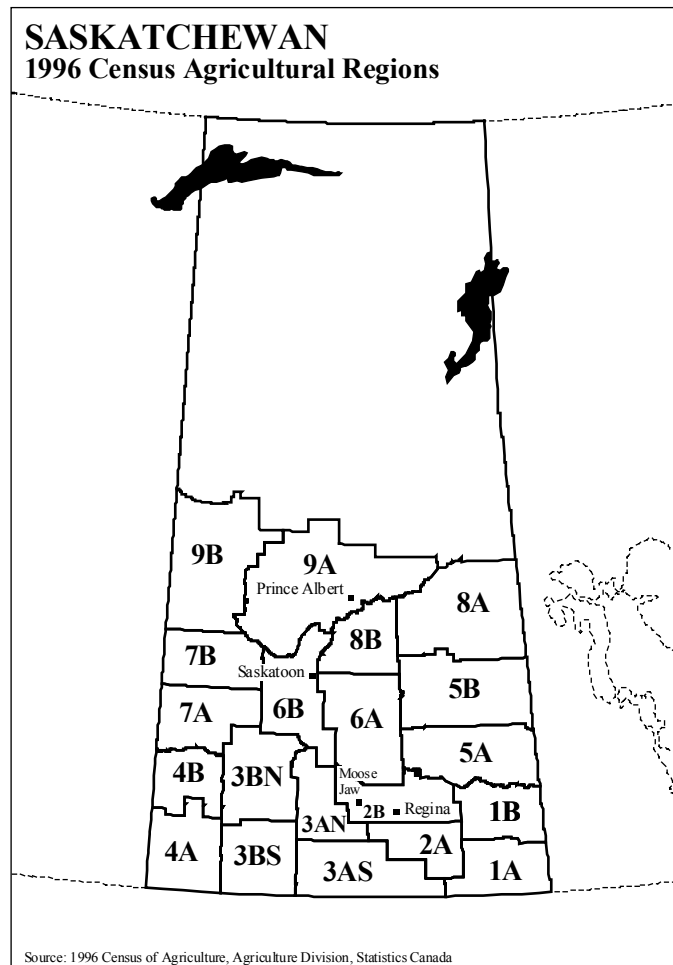 SASKATCHEWAN
1996 Census Agricultural Regions
9B
9A
Prince Albert
8A
8B
7B
Saskatoon
5B
6B
6A
7A
5A
4B
3BN
Moose
Jaw
2B
Regina
1B
3AN
2A
4A
3BS
3AS
1A
Source: 1996 Census of Agriculture, Agriculture Division, Statistics Canada